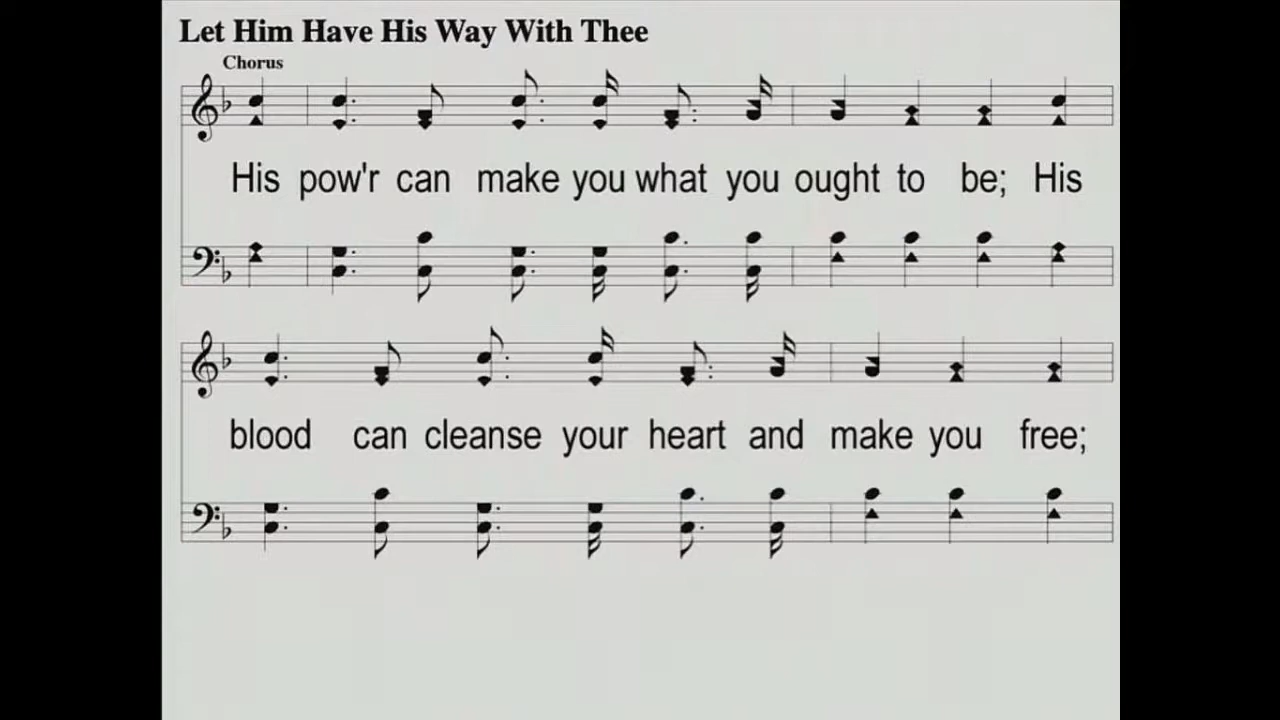 Let Him Have His Way With Thee
Chorus
His pow'r can make you what you ought to be; His
blood can cleanse your heart and make you free;